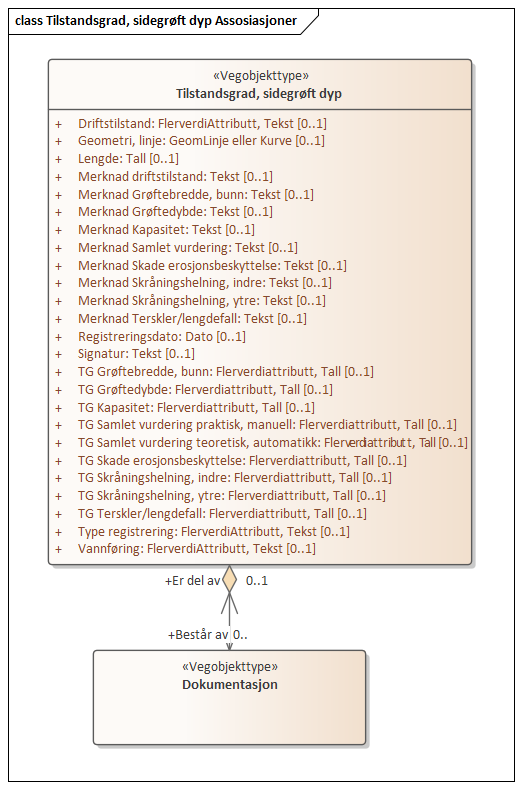 class Tilstandsgrad, sidegrøft dyp Assosiasjoner
«Vegobjekttype»
Tilstandsgrad, sidegrøft dyp
+ Driftstilstand: FlerverdiAttributt, Tekst [0..1]
+ Geometri, linje: GeomLinje eller Kurve [0..1]
+ Lengde: Tall [0..1]
+ Merknad driftstilstand: Tekst [0..1]
+ Merknad Grøftebredde, bunn: Tekst [0..1]
+ Merknad Grøftedybde: Tekst [0..1]
+ Merknad Kapasitet: Tekst [0..1]
+ Merknad Samlet vurdering: Tekst [0..1]
+ Merknad Skade erosjonsbeskyttelse: Tekst [0..1]
+ Merknad Skråningshelning, indre: Tekst [0..1]
+ Merknad Skråningshelning, ytre: Tekst [0..1]
+ Merknad Terskler/lengdefall: Tekst [0..1]
+ Registreringsdato: Dato [0..1]
+ Signatur: Tekst [0..1]
+ TG Grøftebredde, bunn: Flerverdiattributt, Tall [0..1]
+ TG Grøftedybde: Flerverdiattributt, Tall [0..1]
+ TG Kapasitet: Flerverdiattributt, Tall [0..1]
+ TG Samlet vurdering praktisk, manuell: Flerverdiattributt, Tall [0..1]
+ TG Samlet vurdering teoretisk, automatikk: Flerverdiattributt, Tall [0..1]
+ TG Skade erosjonsbeskyttelse: Flerverdiattributt, Tall [0..1]
+ TG Skråningshelning, indre: Flerverdiattributt, Tall [0..1]
+ TG Skråningshelning, ytre: Flerverdiattributt, Tall [0..1]
+ TG Terskler/lengdefall: Flerverdiattributt, Tall [0..1]
+ Type registrering: FlerverdiAttributt, Tekst [0..1]
+ Vannføring: FlerverdiAttributt, Tekst [0..1]
+Er del av 0..1
+Består av 0..
«Vegobjekttype»
Dokumentasjon